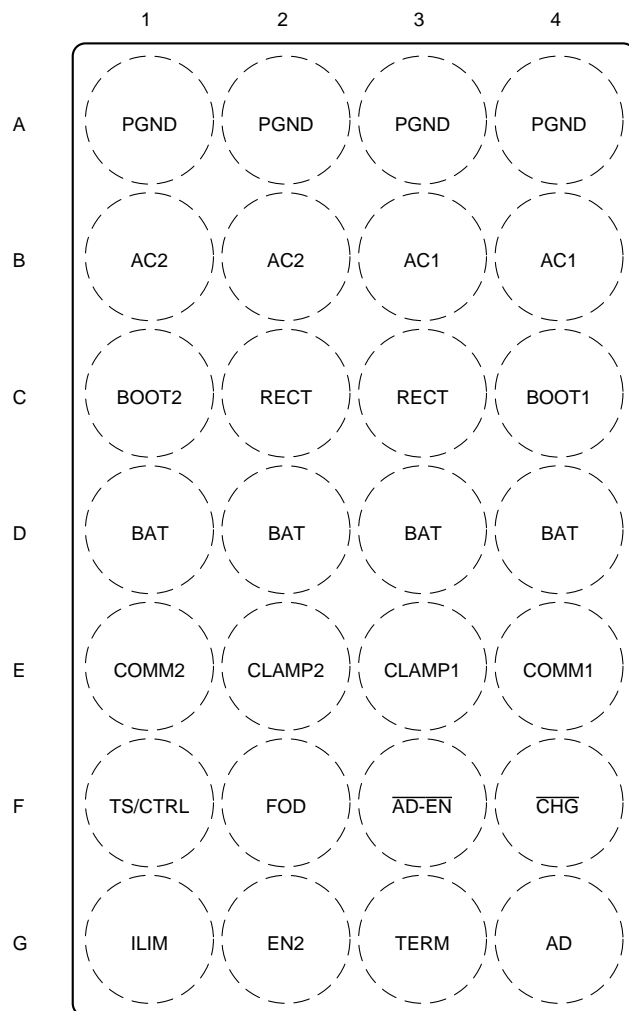 1 2 3 4
A PGND PGND PGND PGND
B AC2 AC2 AC1 AC1
C BOOT2 RECT RECT BOOT1
D BAT BAT BAT BAT
E COMM2 CLAMP2 CLAMP1 COMM1
F TS/CTRL FOD AD-EN CHG
G ILIM EN2 TERM AD